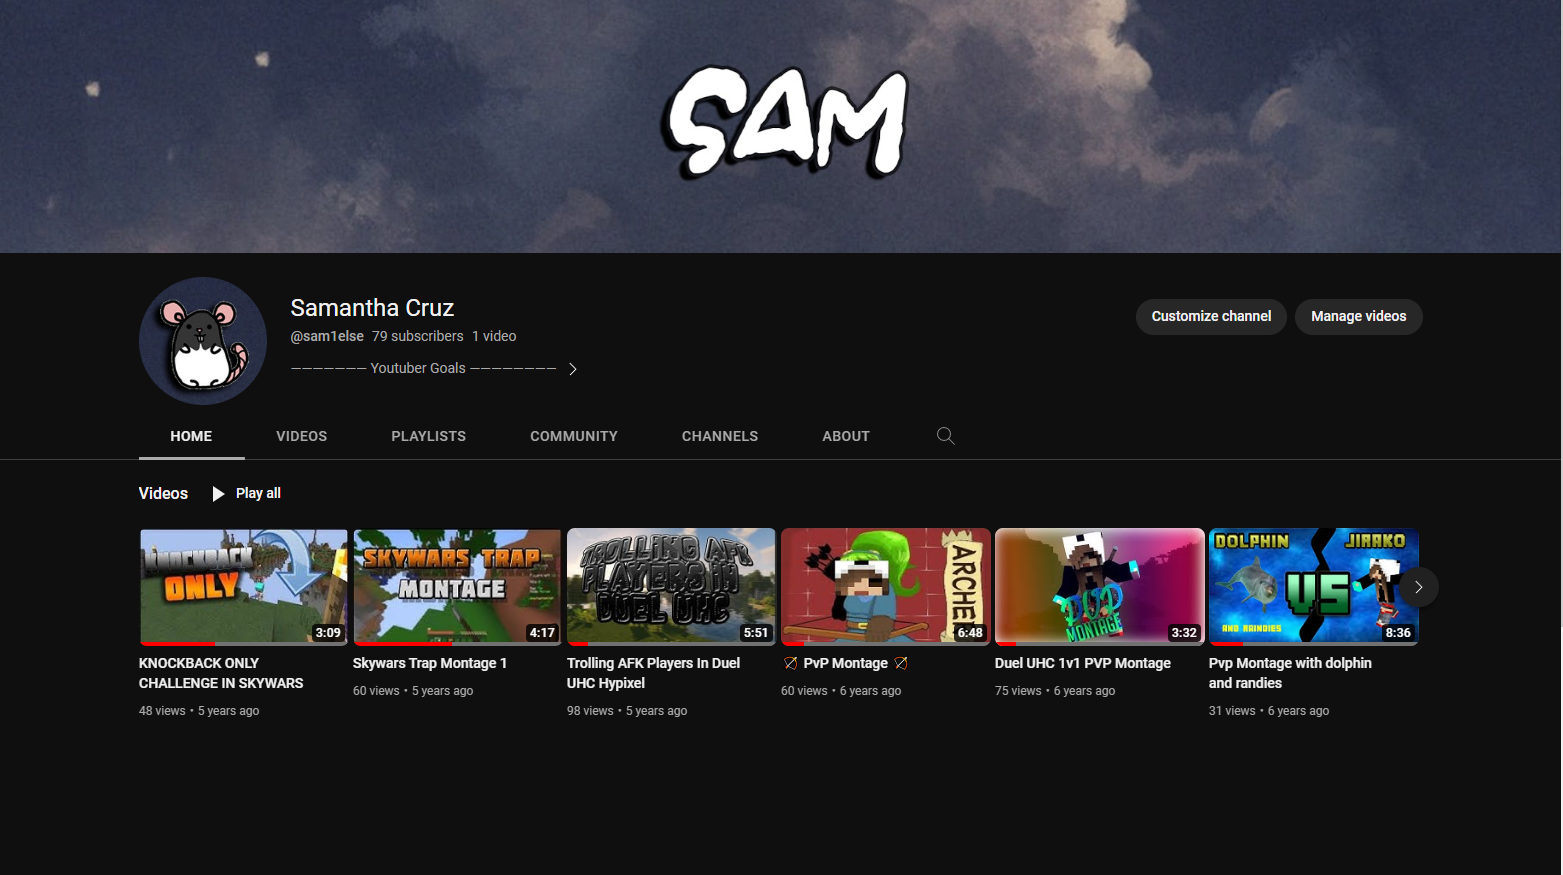 SAM
Samantha Cruz
@sam1else 79 subscribers 1 video
——————— Youtuber Goals ————————
Customize channel
Manage videos
HOME VIDEOS PLAYLISTS COMMUNITY CHANNELS ABOUT
Videos Play all
KNOCKBACK
ONLY
3:09
KNOCKBACK ONLY
CHALLENGE IN SKYWARS
48 views • 5 years ago
SKYWARS TRAP
MONTAGE
4:17
Skywars Trap Montage 1
60 views • 5 years ago
TROLLING AFK
PLAYERS IN
DUEL UHC
5:51
Trolling AFK Players In Duel
UHC Hypixel
98 views • 5 years ago
ARCHER
6:48
🏹 PvP Montage 🏹
60 views • 6 years ago
PVP
MONTAGE
3:32
Duel UHC 1v1 PVP Montage
75 views • 6 years ago
DOLPHIN
JIRAKO
VS
AND RANDIES
8:36
Pvp Montage with dolphin
and randies
31 views • 6 years ago